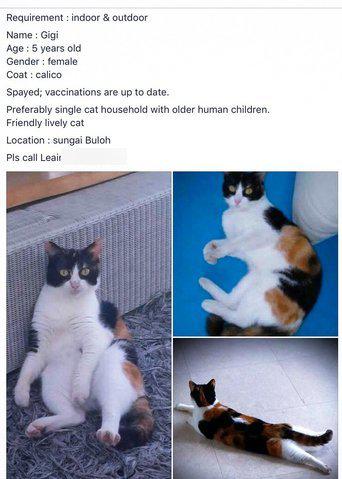 Requirement : indoor & outdoor
Name : Gigi
Age : 5 years old
Gender : female
Coat : calico
Spayed; vaccinations are up to date.
Preferably single cat household with older human children.
Friendly lively cat
Location : sungai Buloh
Pls call